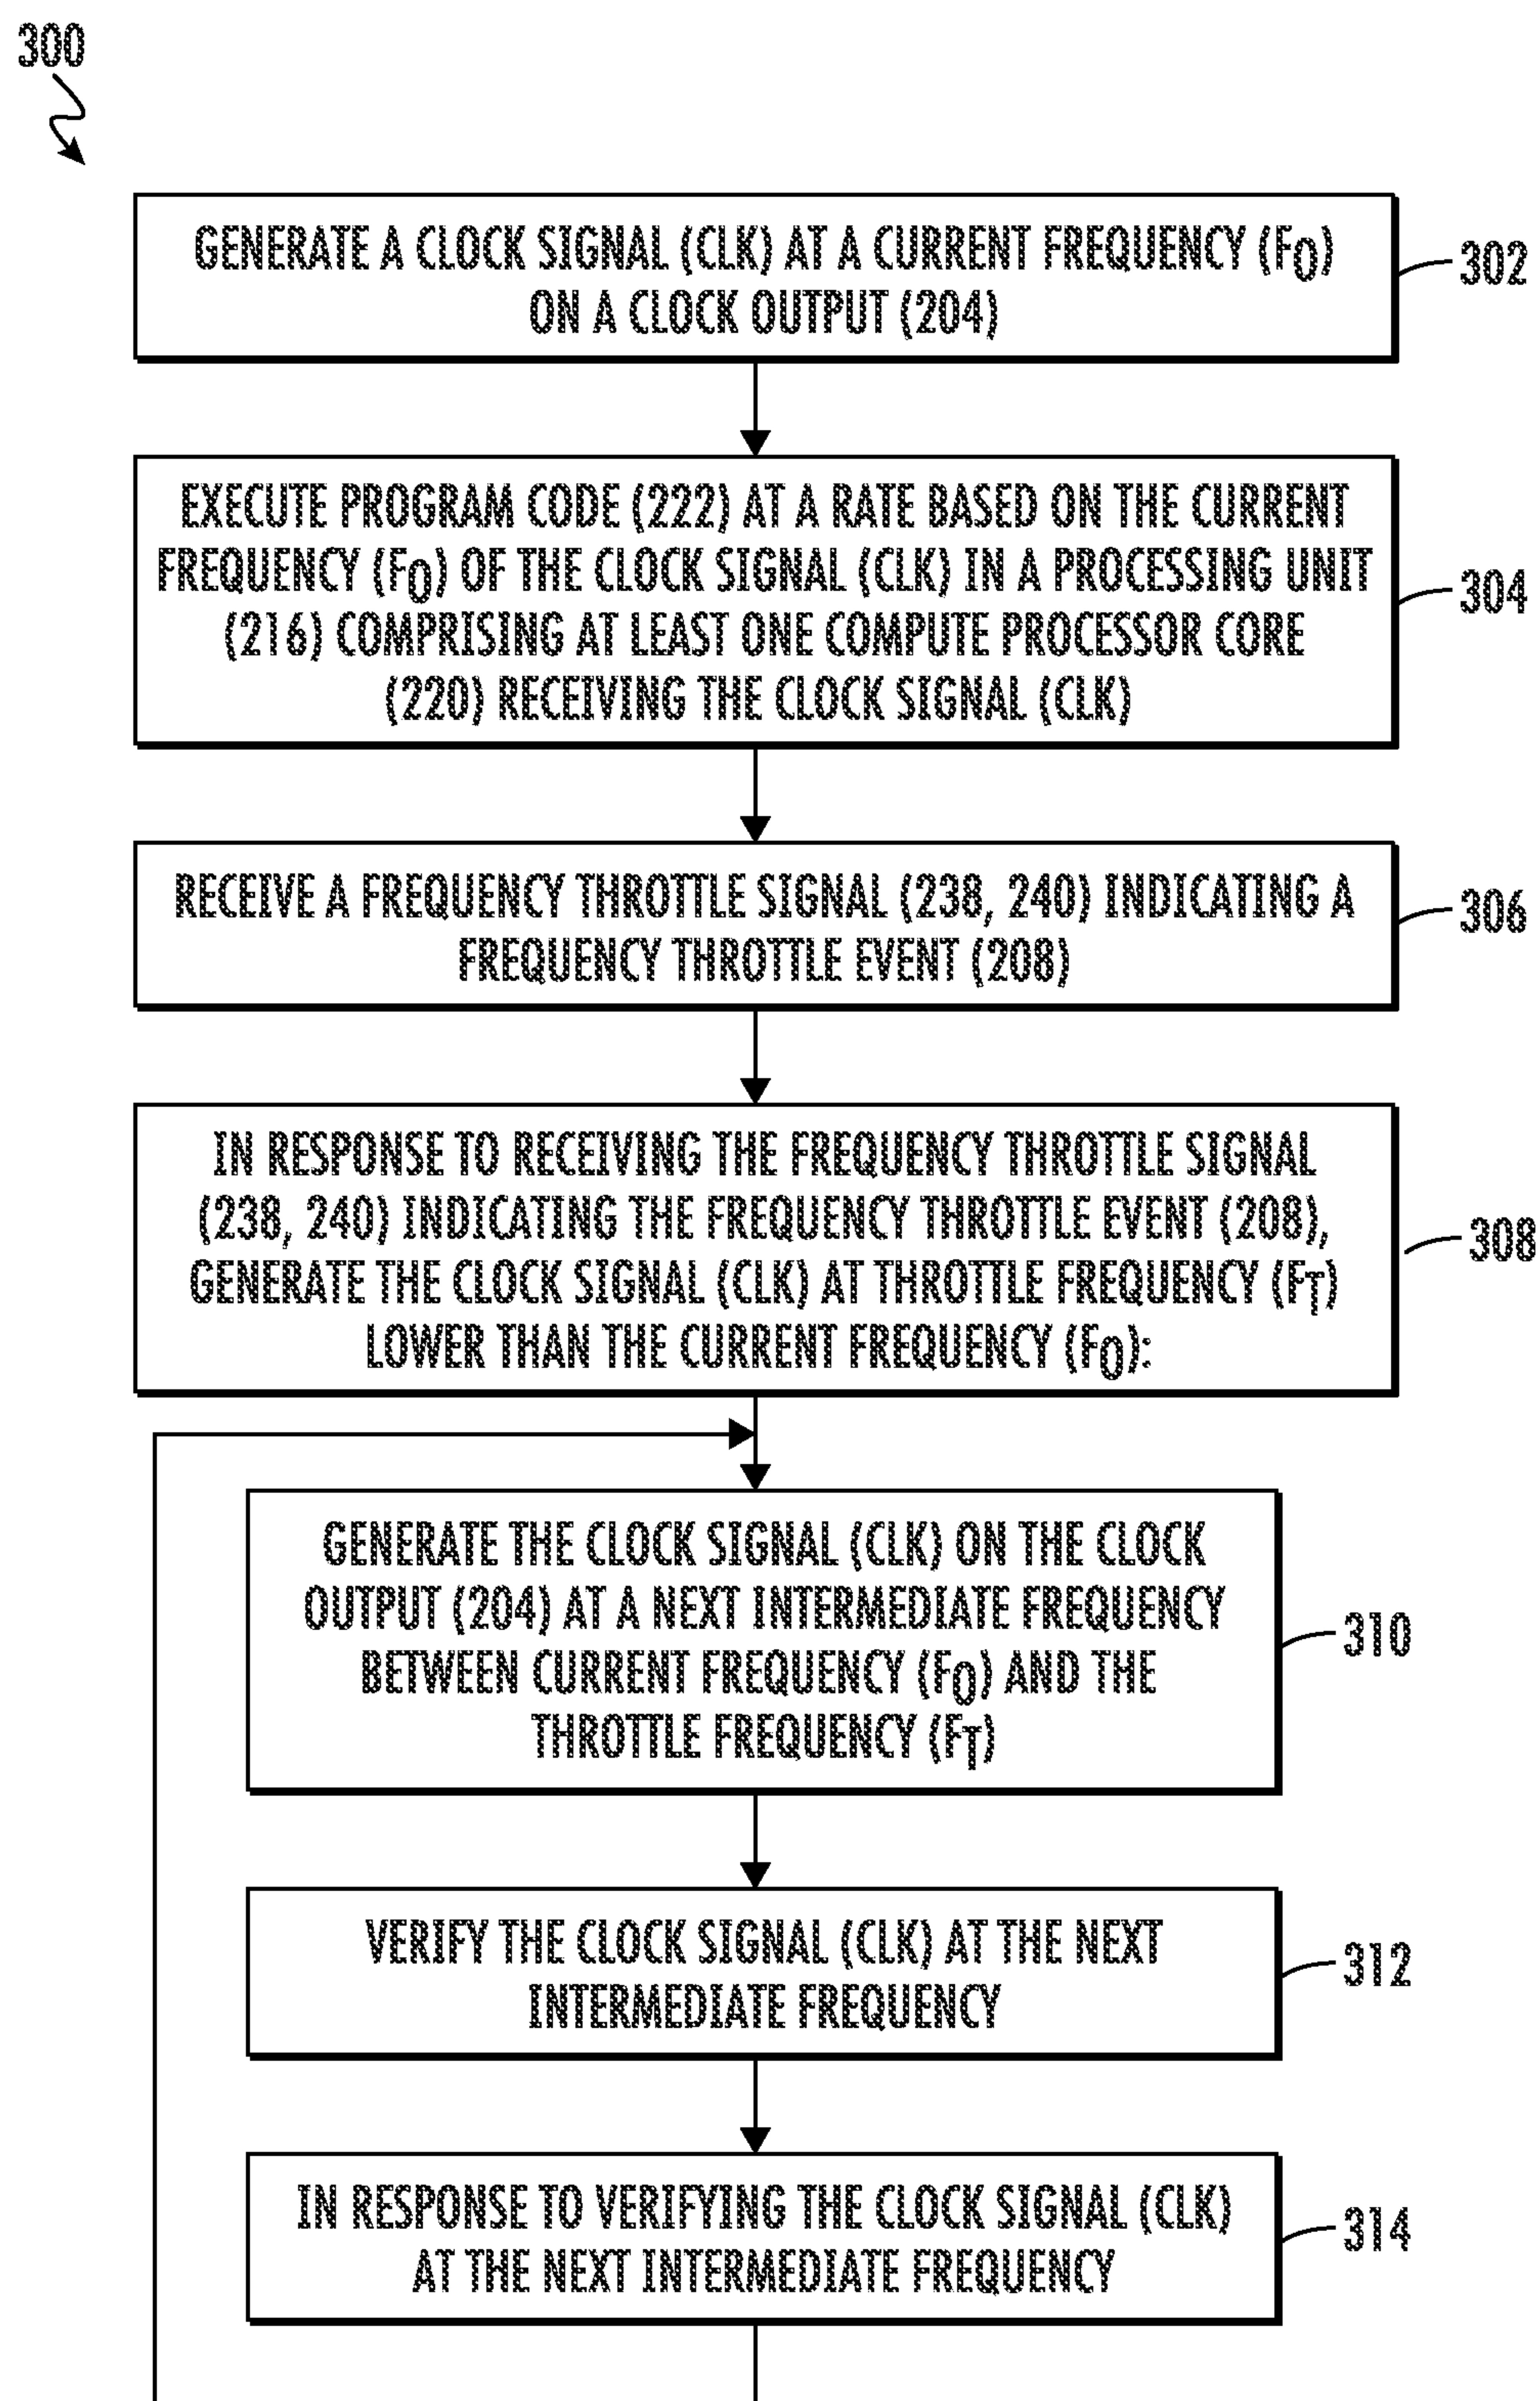 300
GENERATE A CLOCK SIGNAL (CLK) AT A CURRENT FREQUENCY (F0)
ON A CLOCK OUTPUT (204)
302
EXECUTE PROGRAM CODE (222) AT A RATE BASED ON THE CURRENT
FREQUENCY (F0) OF THE CLOCK SIGNAL (CLK) IN A PROCESSING UNIT
(216) COMPRISING AT LEAST ONE COMPUTE PROCESSOR CORE
(220) RECEIVING THE CLOCK SIGNAL (CLK)
304
RECEIVE A FREQUENCY THROTTLE SIGNAL (238, 240) INDICATING A
FREQUENCY THROTTLE EVENT (208)
306
IN RESPONSE TO RECEIVING THE FREQUENCY THROTTLE SIGNAL
(238, 240) INDICATING THE FREQUENCY THROTTLE EVENT (208),
GENERATE THE CLOCK SIGNAL (CLK) AT THROTTLE FREQUENCY (FT)
LOWER THAN THE CURRENT FREQUENCY (F0):
308
GENERATE THE CLOCK SIGNAL (CLK) ON THE CLOCK
OUTPUT (204) AT A NEXT INTERMEDIATE FREQUENCY
BETWEEN CURRENT FREQUENCY (F0) AND THE
THROTTLE FREQUENCY (FT)
310
VERIFY THE CLOCK SIGNAL (CLK) AT THE NEXT
INTERMEDIATE FREQUENCY
312
IN RESPONSE TO VERIFYING THE CLOCK SIGNAL (CLK)
AT THE NEXT INTERMEDIATE FREQUENCY
314